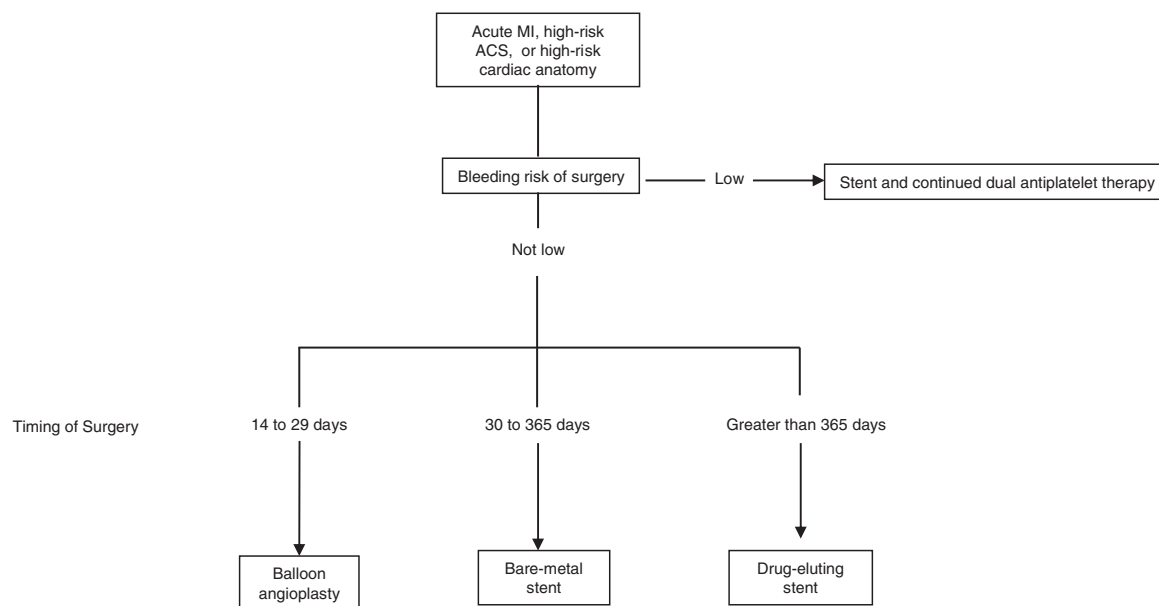 Acute MI, high-risk
ACS, or high-risk
cardiac anatomy
Bleeding risk of surgery
Low
Stent and continued dual antiplatelet therapy
Not low
Timing of Surgery
14 to 29 days
30 to 365 days
Greater than 365 days
Balloon
angioplasty
Bare-metal
stent
Drug-eluting
stent